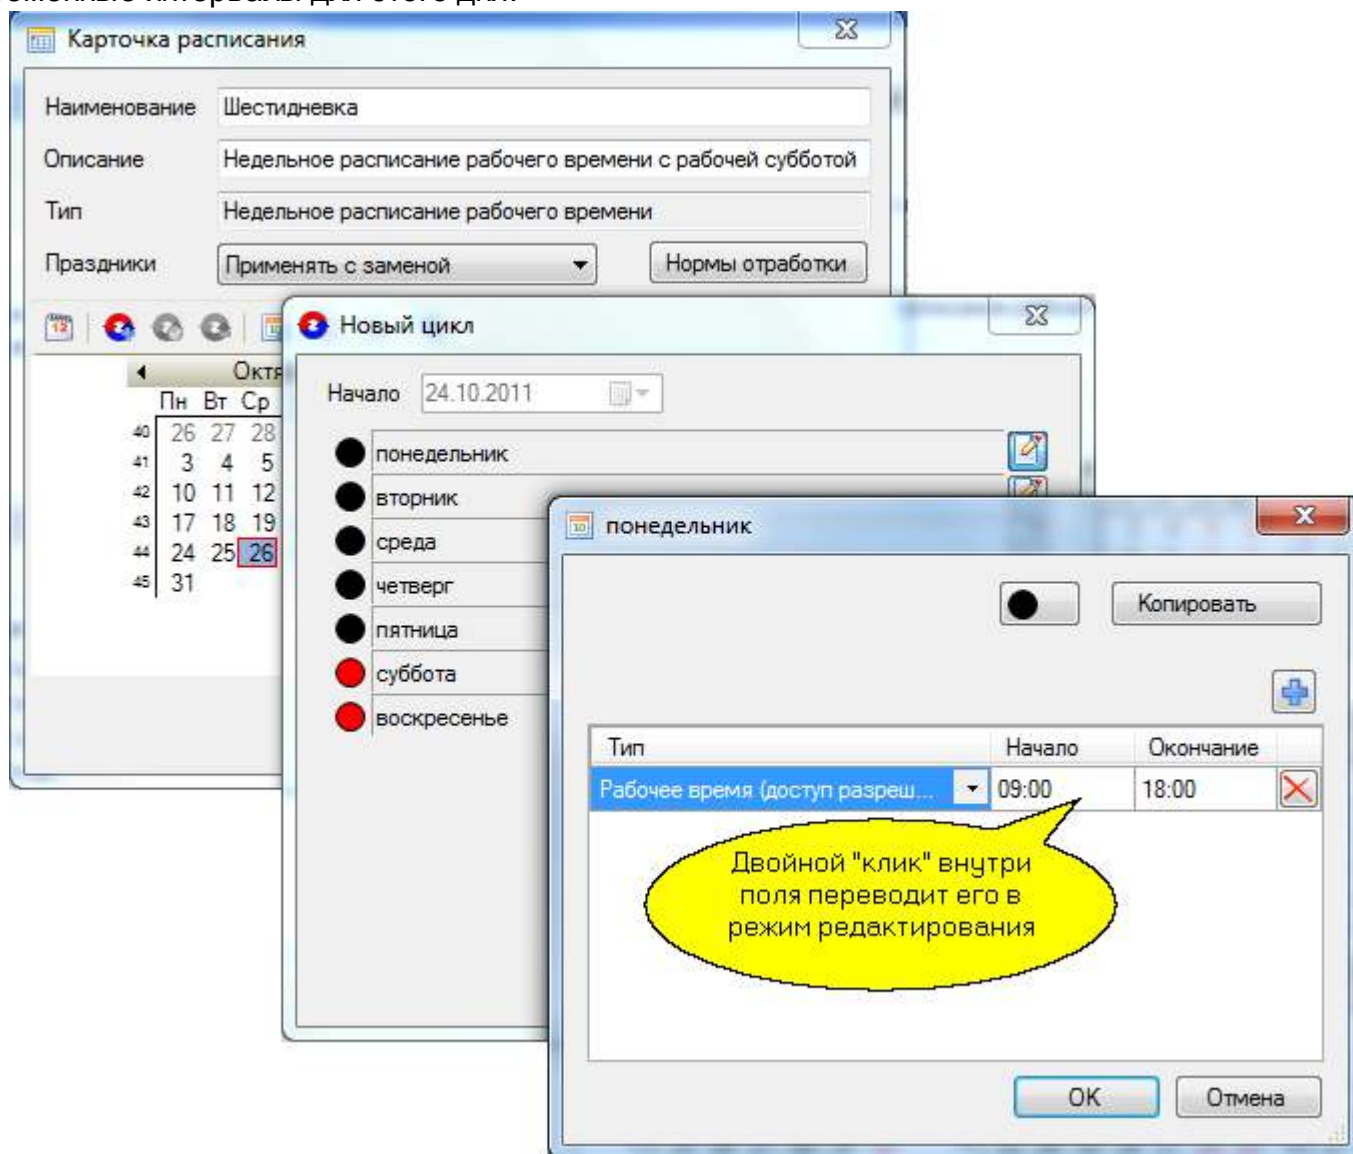 Карточка расписания
Наименование Шестидневка
Описание Недельное расписание рабочего времени с рабочей субботой
Тип Недельное расписание рабочего времени
Праздники Применять с заменой Нормы отработки
12
Новый цикл
Октя
Пн Вт Ср
40 26 27 28
41 3 4 5
42 10 11 12
43 17 18 19
44 24 25 26
45 31
Начало 24.10.2011
понедельник
вторник
среда
четверг
пятница
суббота
воскресенье
понедельник
Копировать
Тип Начало Окончание
Рабочее время (доступ разреш... 09:00 18:00
Двойной "клик" внутри
поля переводит его в
режим редактирования
OK Отмена